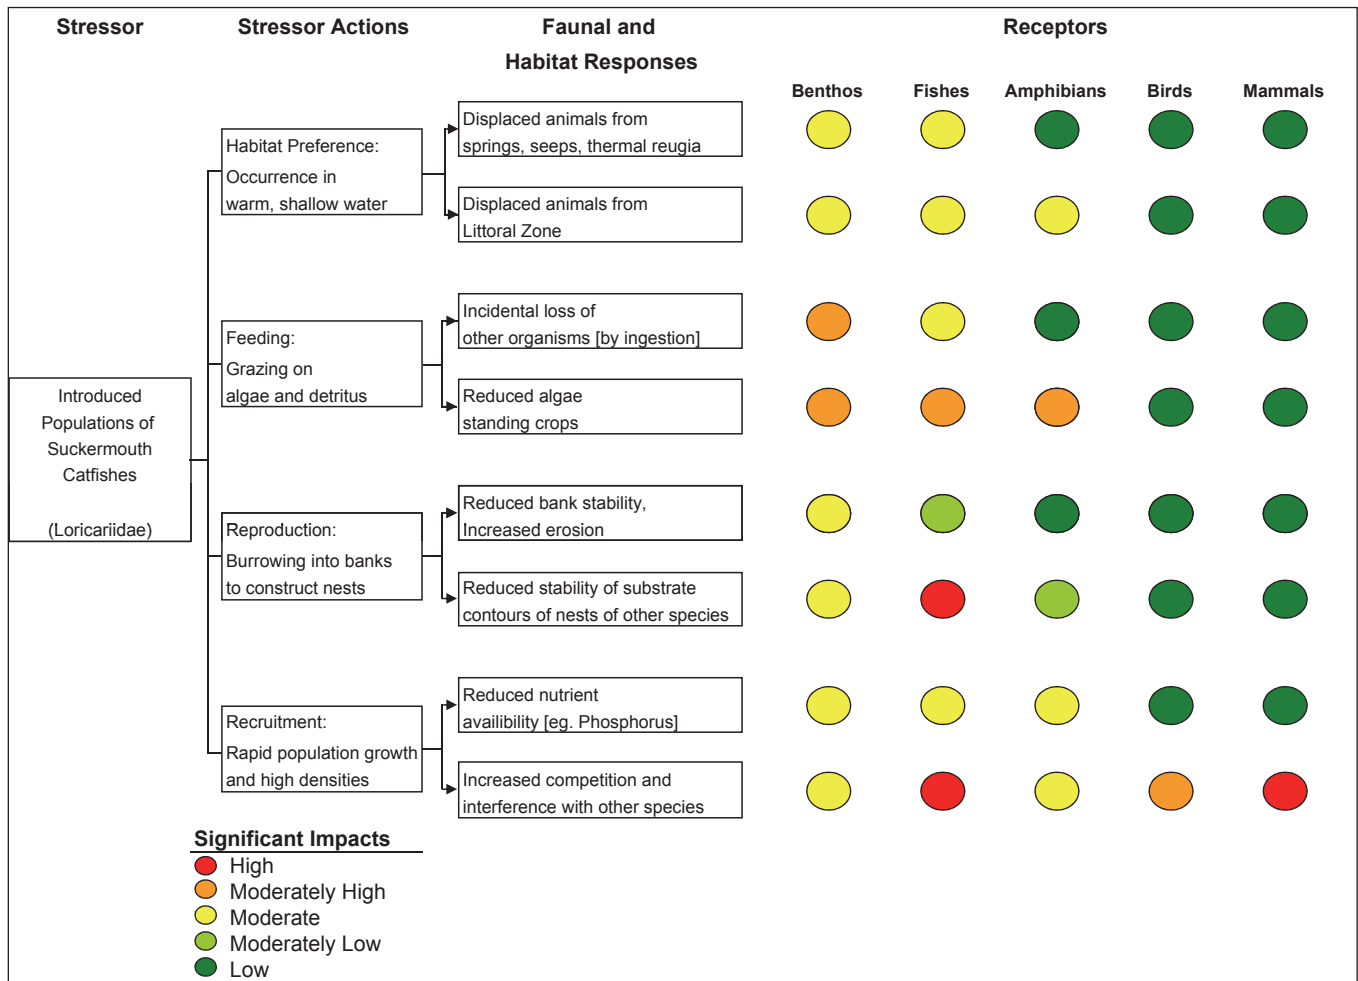 Stressor
Stressor Actions
Faunal and
Habitat Responses
Receptors
Benthos
Fishes
Amphibians
Birds
Mammals
Introduced
Populations of
Suckermouth
Catfishes
(Loricariidae)
Habitat Preference:
Occurrence in
warm, shallow water
Displaced animals from
springs, seeps, thermal reugia
Displaced animals from
Littoral Zone
Feeding:
Grazing on
algae and detritus
Incidental loss of
other organisms [by ingestion]
Reduced algae
standing crops
Reproduction:
Burrowing into banks
to construct nests
Reduced bank stability,
Increased erosion
Reduced stability of substrate
contours of nests of other species
Recruitment:
Rapid population growth
and high densities
Reduced nutrient
availibility [eg. Phosphorus]
Increased competition and
interference with other species
Significant Impacts
High
Moderately High
Moderate
Moderately Low
Low